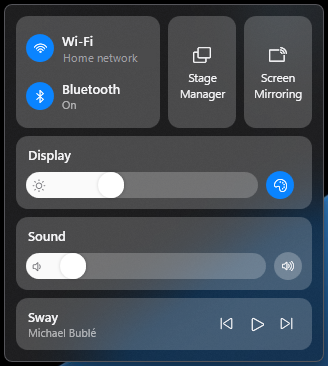 Wi-Fi
Home network
Bluetooth
On
Stage
Manager
Screen
Mirroring
Display
Sound
Sway
Michael Bublé